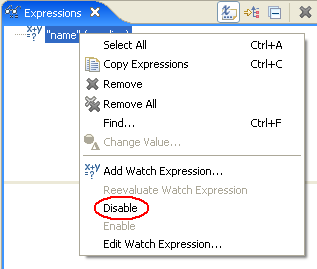 Expressions
x+y
=?
"name"
Select All Ctrl+A
Copy Expressions Ctrl+C
Remove
Remove All
Find... Ctrl+F
Change Value...
x+y
=?
Add Watch Expression...
Reevaluate Watch Expression
Disable
Enable
Edit Watch Expression...